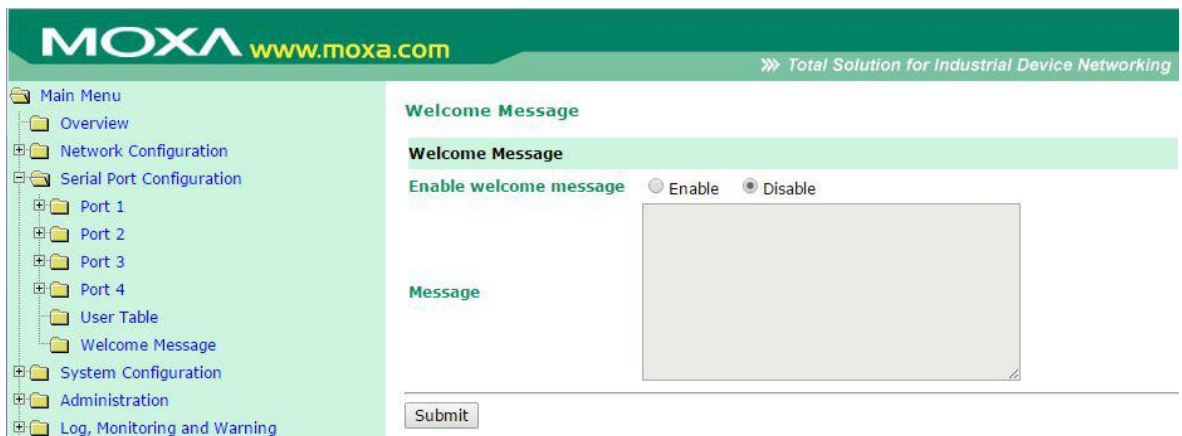 MOXA www.moxa.com
Total Solution for Industrial Device Networking
Main Menu
Overview
Network Configuration
Serial Port Configuration
Port 1
Port 2
Port 3
Port 4
User Table
Welcome Message
System Configuration
Administration
Log, Monitoring and Warning
Welcome Message
Welcome Message
Enable welcome message Enable Disable
Message
Submit